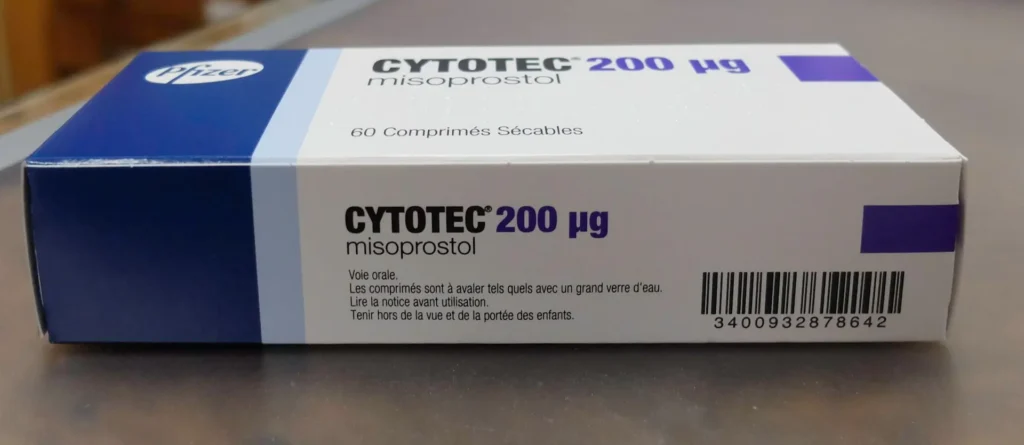 Pfizer
CYTOTEC® 200 µg
misoprostol
60 Comprimés Sécables
CYTOTEC® 200 µg
misoprostol
Voie orale.
Les comprimés sont à avaler tels quels avec un grand verre d'eau.
Lire la notice avant utilisation.
Tenir hors de la vue et de la portée des enfants.
3400932878642